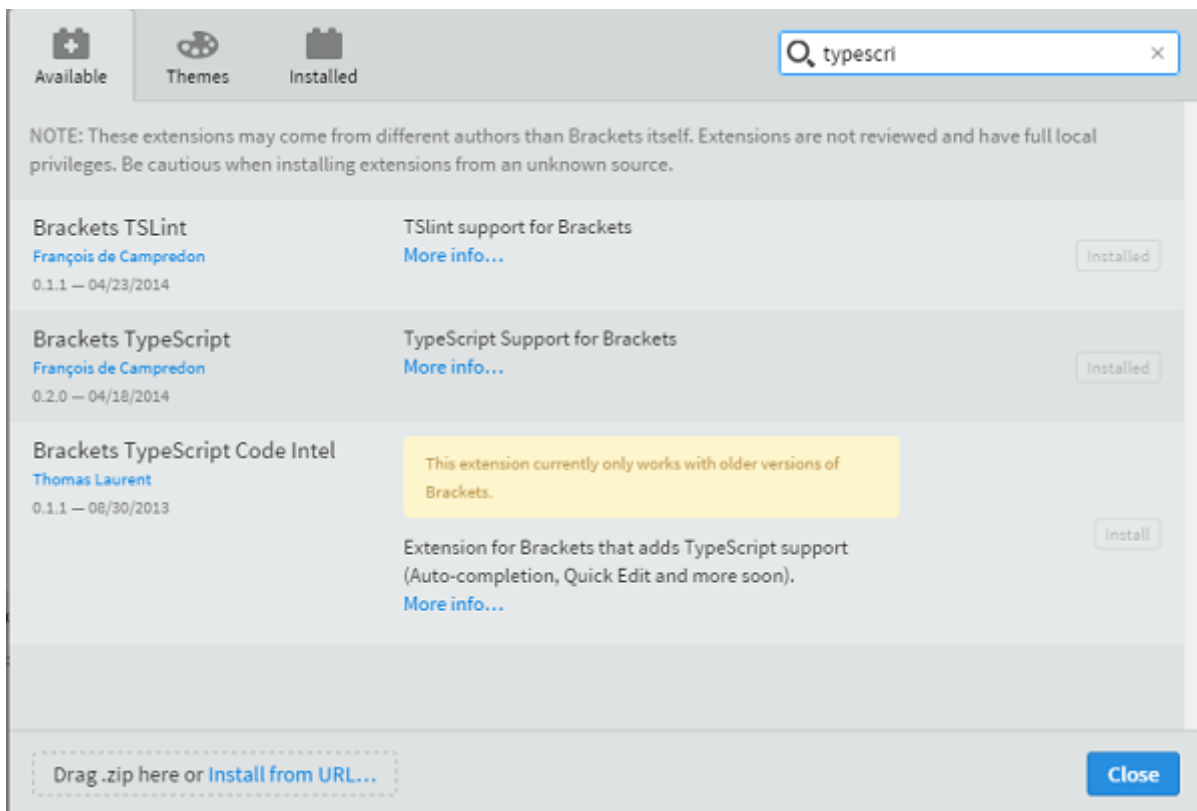 Available
Themes
Installed
typescri
×
NOTE: These extensions may come from different authors than Brackets itself. Extensions are not reviewed and have full local
privileges. Be cautious when installing extensions from an unknown source.
Brackets TSLint
François de Campredon
0.1.1 — 04/23/2014
TSlint support for Brackets
More info...
Installed
Brackets TypeScript
François de Campredon
0.2.0 — 04/18/2014
TypeScript Support for Brackets
More info...
Installed
Brackets TypeScript Code Intel
Thomas Laurent
0.1.1 — 08/30/2013
This extension currently only works with older versions of
Brackets.
Extension for Brackets that adds TypeScript support
(Auto-completion, Quick Edit and more soon).
More info...
Install
Drag .zip here or Install from URL...
Close